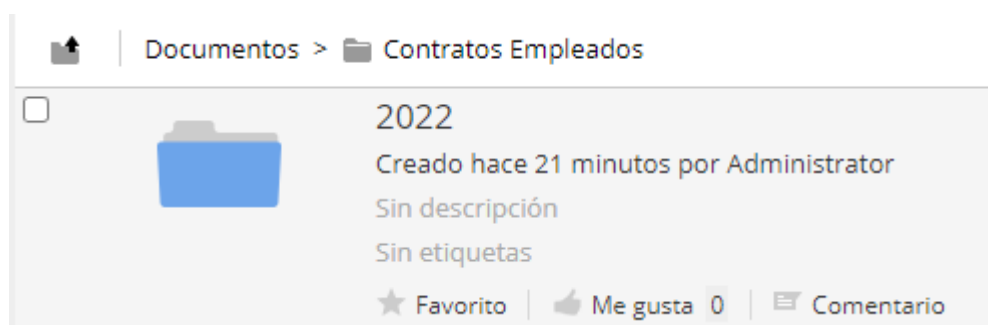 Documentos > Contratos Empleados
2022
Creado hace 21 minutos por Administrator
Sin descripción
Sin etiquetas
Favorito Me gusta 0 Comentario